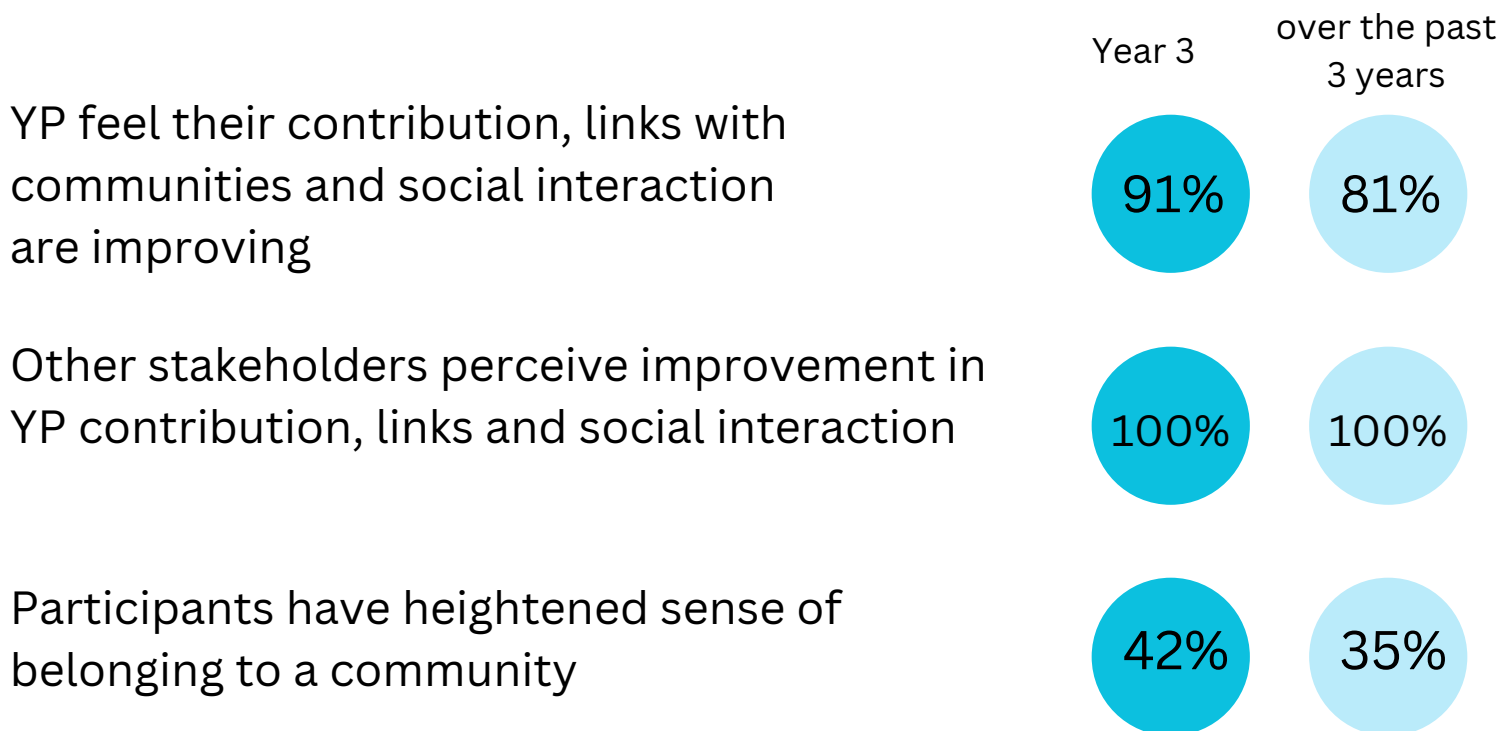 Year 3
over the past
3 years
YP feel their contribution, links with
communities and social interaction
are improving
91%
81%
Other stakeholders perceive improvement in
YP contribution, links and social interaction
100%
100%
Participants have heightened sense of
belonging to a community
42%
35%